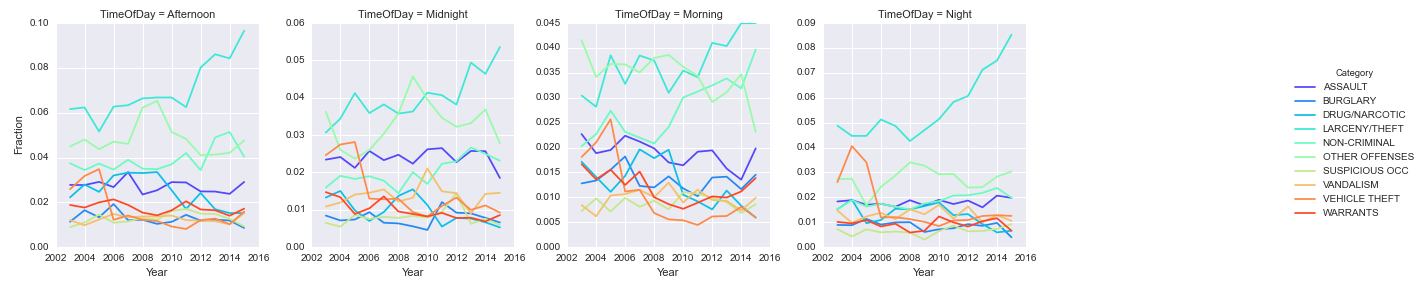 TimeOfDay = Afternoon
Fraction
0.10
0.08
0.06
0.04
0.02
0.00
2002 2004 2006 2008 2010 2012 2014 2016
Year
TimeOfDay = Midnight
0.06
0.05
0.04
0.03
0.02
0.01
0.00
2002 2004 2006 2008 2010 2012 2014 2016
Year
TimeOfDay = Morning
0.045
0.040
0.035
0.030
0.025
0.020
0.015
0.010
0.005
0.000
2002 2004 2006 2008 2010 2012 2014 2016
Year
TimeOfDay = Night
0.09
0.08
0.07
0.06
0.05
0.04
0.03
0.02
0.01
0.00
2002 2004 2006 2008 2010 2012 2014 2016
Year
Category
ASSAULT
BURGLARY
DRUG/NARCOTIC
LARCENY/THEFT
NON-CRIMINAL
OTHER OFFENSES
SUSPICIOUS OCC
VANDALISM
VEHICLE THEFT
WARRANTS